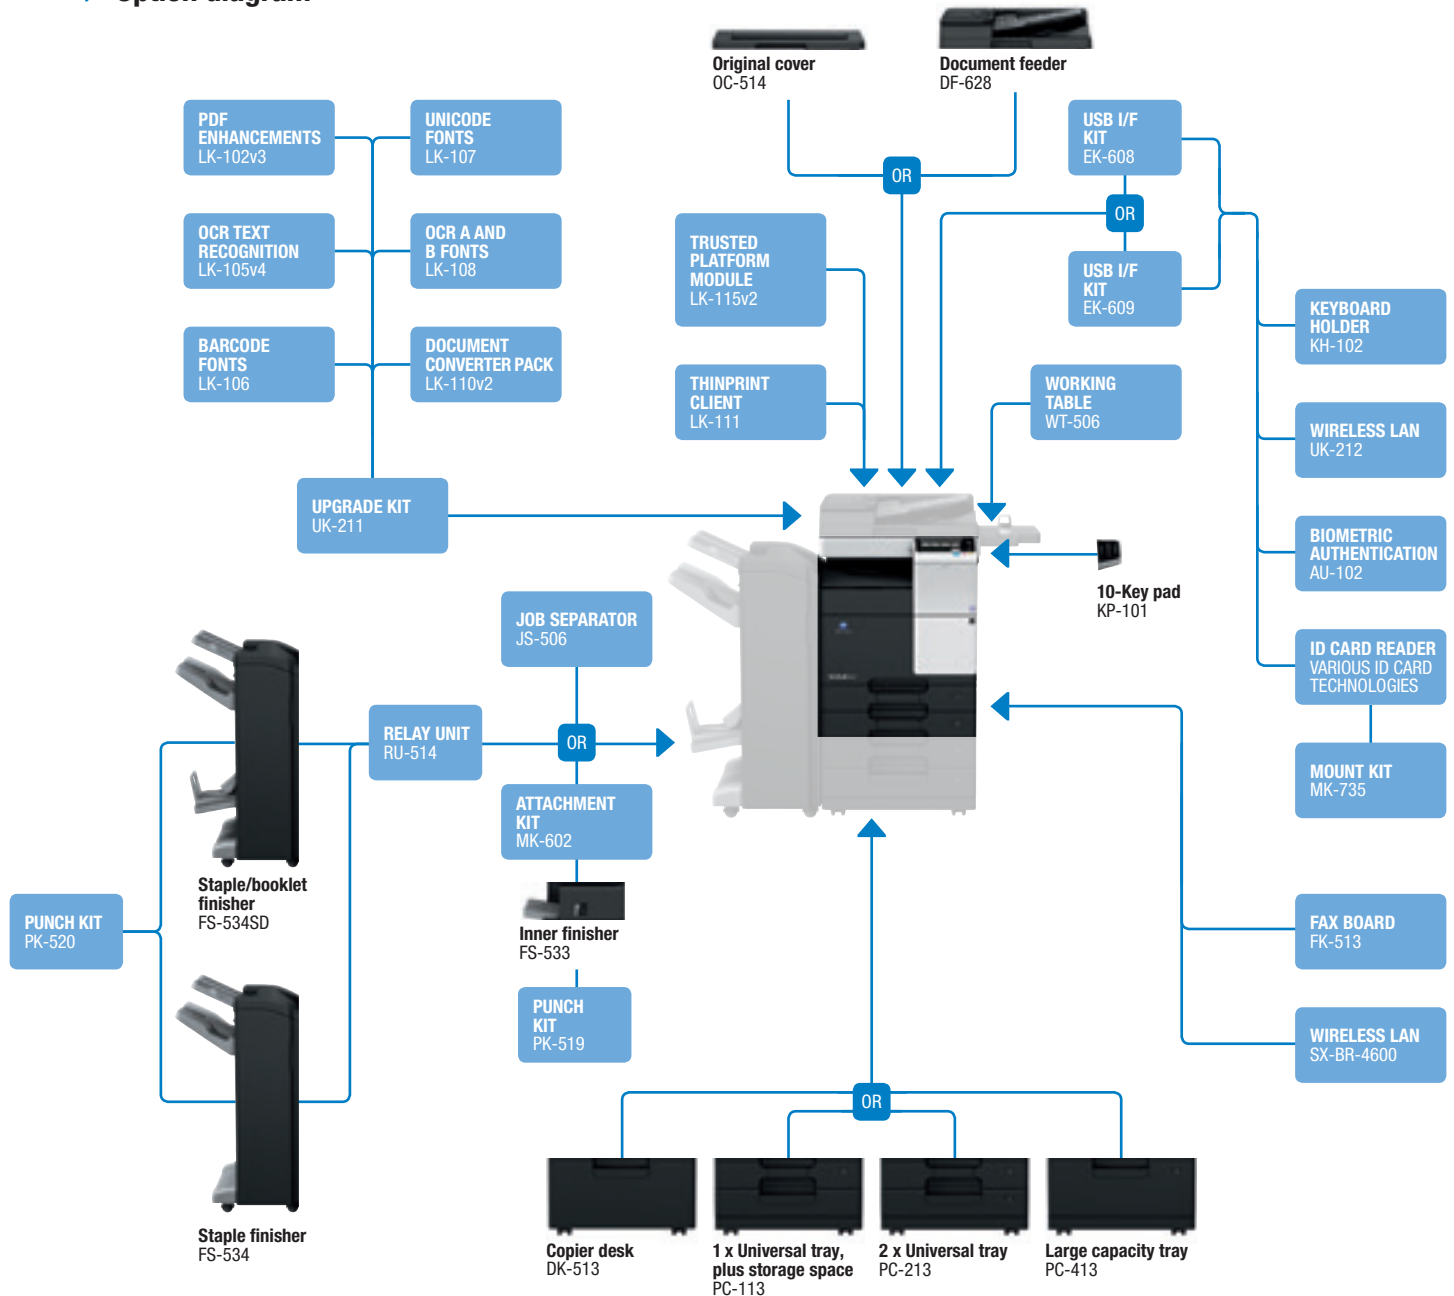 Option diagram
Original cover
OC-514
Document feeder
DF-628
PDF
ENHANCEMENTS
LK-102v3
UNICODE
FONTS
LK-107
USB I/F
KIT
EK-608
OR
OR
OCR TEXT
RECOGNITION
LK-105v4
OCR A AND
B FONTS
LK-108
TRUSTED
PLATFORM
MODULE
LK-115v2
USB I/F
KIT
EK-609
KEYBOARD
HOLDER
KH-102
BARCODE
FONTS
LK-106
DOCUMENT
CONVERTER PACK
LK-110v2
THINPRINT
CLIENT
LK-111
WORKING
TABLE
WT-506
WIRELESS LAN
UK-212
UPGRADE KIT
UK-211
BIOMETRIC
AUTHENTICATION
AU-102
10-Key pad
KP-101
JOB SEPARATOR
JS-506
ID CARD READER
VARIOUS ID CARD
TECHNOLOGIES
RELAY UNIT
RU-514
OR
MOUNT KIT
MK-735
ATTACHMENT
KIT
MK-602
Staple/booklet
finisher
FS-534SD
PUNCH KIT
PK-520
Inner finisher
FS-533
FAX BOARD
FK-513
PUNCH
KIT
PK-519
WIRELESS LAN
SX-BR-4600
OR
Staple finisher
FS-534
Copier desk
DK-513
1 x Universal tray,
plus storage space
PC-113
2 x Universal tray
PC-213
Large capacity tray
PC-413